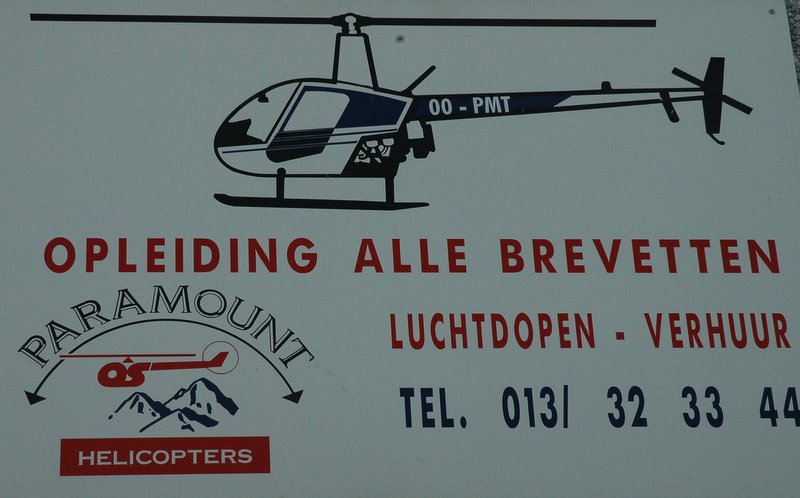 OO - PMT
OPLEIDING ALLE BREVETTEN
LUCHTDOPEN - VERHUUR
TEL. 013/ 32 33 44
PARAMOUNT
HELICOPTERS